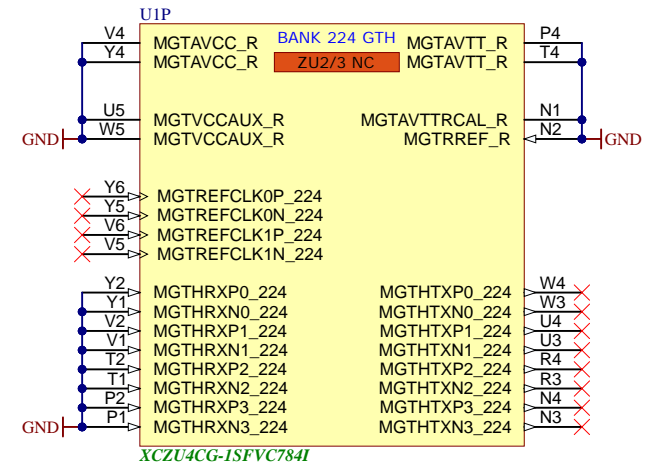 U1P
BANK 224 GTH
ZU2/3 NC
V4 MGTAVCC_R MGTAVTT_R P4
Y4 MGTAVCC_R MGTAVTT_R T4
U5 MGTVCCAUX_R MGTAVTTRCAL_R N1
W5 MGTVCCAUX_R MGTRREF_R N2
GND GND
Y6 MGTREFCLK0P_224
Y5 MGTREFCLK0N_224
V6 MGTREFCLK1P_224
V5 MGTREFCLK1N_224
Y2 MGTHRXP0_224 MGTHTXP0_224 W4
Y1 MGTHRXN0_224 MGTHTXN0_224 W3
V2 MGTHRXP1_224 MGTHTXP1_224 U4
V1 MGTHRXN1_224 MGTHTXN1_224 U3
T2 MGTHRXP2_224 MGTHTXP2_224 R4
T1 MGTHRXN2_224 MGTHTXN2_224 R3
P2 MGTHRXP3_224 MGTHTXP3_224 N4
P1 MGTHRXN3_224 MGTHTXN3_224 N3
GND
XCZU4CG-1SFVC784I